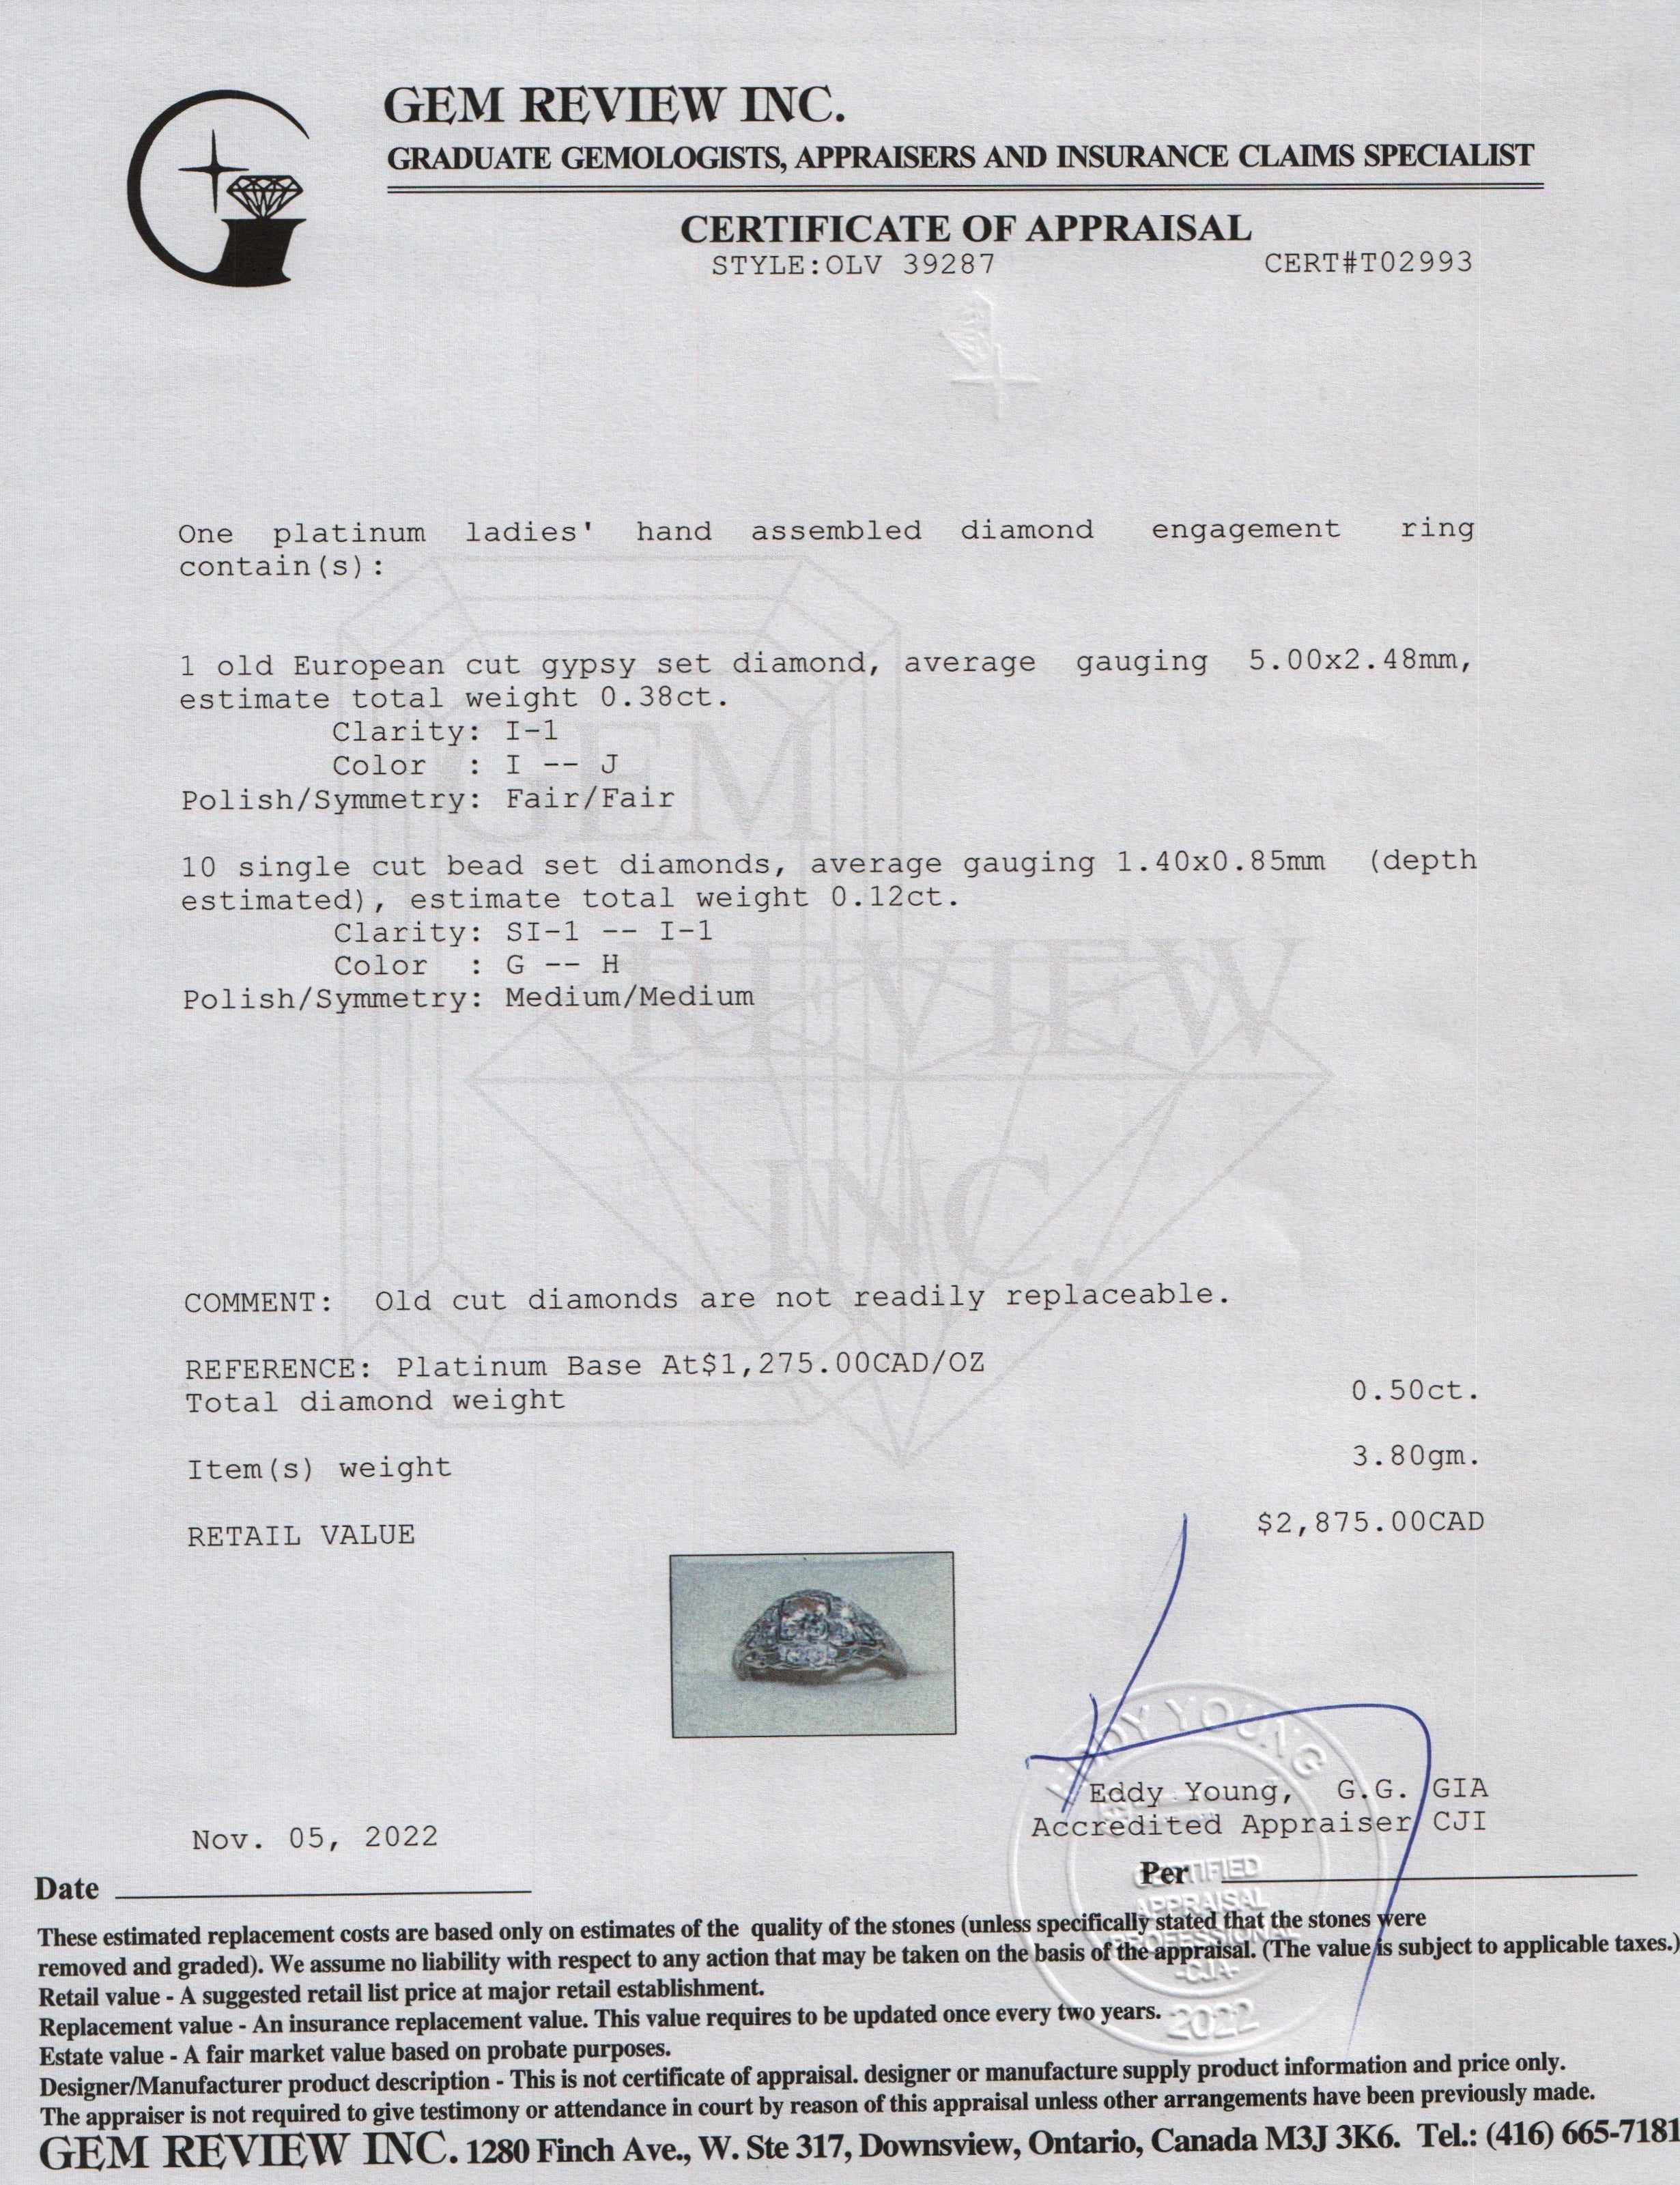 GEM REVIEW INC.
GRADUATE GEMOLOGISTS, APPRAISERS AND INSURANCE CLAIMS SPECIALIST
CERTIFICATE OF APPRAISAL
STYLE:OLV 39287 CERT#T02993
One platinum ladies' hand assembled diamond engagement ring
contain(s):
1 old European cut gypsy set diamond, average gauging 5.00x2.48mm,
estimate total weight 0.38ct.
Clarity: I-1
Color : I -- J
Polish/Symmetry: Fair/Fair
10 single cut bead set diamonds, average gauging 1.40x0.85mm (depth
estimated), estimate total weight 0.12ct.
Clarity: SI-1 -- I-1
Color : G -- H
Polish/Symmetry: Medium/Medium
GEM
REVIEW
INC.
COMMENT: Old cut diamonds are not readily replaceable.
REFERENCE: Platinum Base At$1,275.00CAD/OZ
Total diamond weight 0.50ct.
Item(s) weight 3.80gm.
RETAIL VALUE $2,875.00CAD
EDDY YOUNG
Eddy Young, G.G. GIA
Accredited Appraiser CJI
Nov. 05, 2022
Date
Per
CERTIFIED
APPRAISAL
PROFESSIONAL
-CJA-
2022
These estimated replacement costs are based only on estimates of the quality of the stones (unless specifically stated that the stones were
removed and graded). We assume no liability with respect to any action that may be taken on the basis of the appraisal. (The value is subject to applicable taxes.)
Retail value - A suggested retail list price at major retail establishment.
Replacement value - An insurance replacement value. This value requires to be updated once every two years.
Estate value - A fair market value based on probate purposes.
Designer/Manufacturer product description - This is not certificate of appraisal. designer or manufacture supply product information and price only.
The appraiser is not required to give testimony or attendance in court by reason of this appraisal unless other arrangements have been previously made.
GEM REVIEW INC. 1280 Finch Ave., W. Ste 317, Downsview, Ontario, Canada M3J 3K6. Tel.: (416) 665-7181